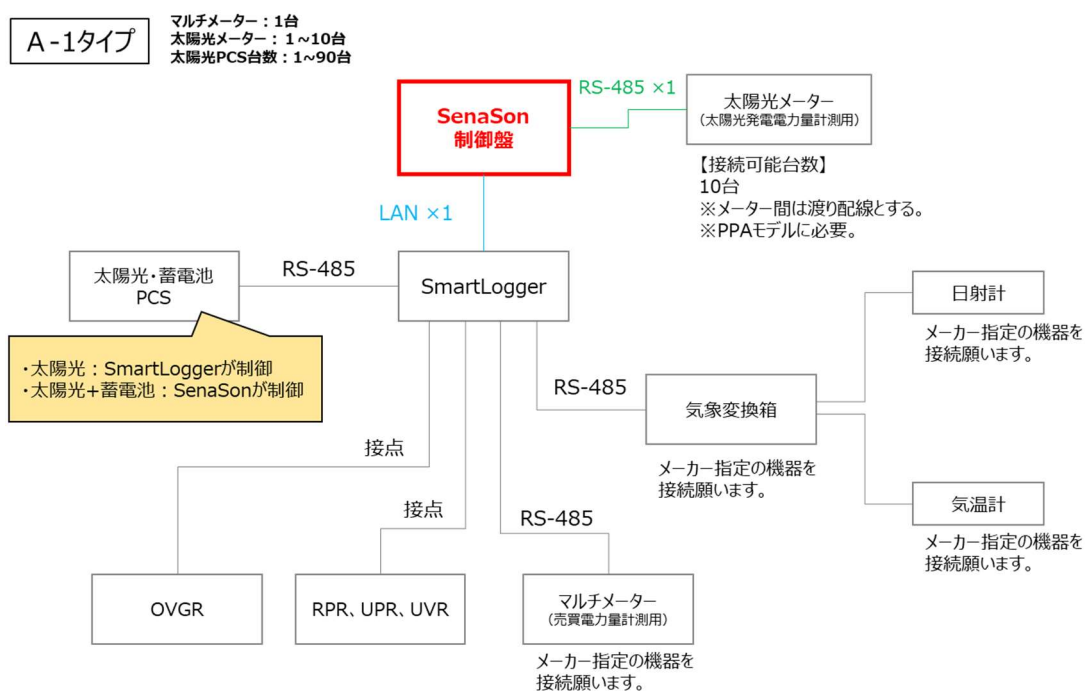 A-1タイプ
マルチメーター：1台
太陽光メーター：1~10台
太陽光PCS台数：1~90台
SenaSon
制御盤
RS-485 ×1
太陽光メーター
（太陽光発電電力量計測用）
【接続可能台数】
10台
※メーター間は渡り配線とする。
※PPAモデルに必要。
LAN ×1
太陽光・蓄電池
PCS
RS-485
SmartLogger
・太陽光：SmartLoggerが制御
・太陽光+蓄電池：SenaSonが制御
日射計
メーカー指定の機器を
接続願います。
RS-485
気象変換箱
メーカー指定の機器を
接続願います。
気温計
メーカー指定の機器を
接続願います。
接点
接点
RS-485
OVGR
RPR、UPR、UVR
マルチメーター
（売買電力量計測用）
メーカー指定の機器を
接続願います。